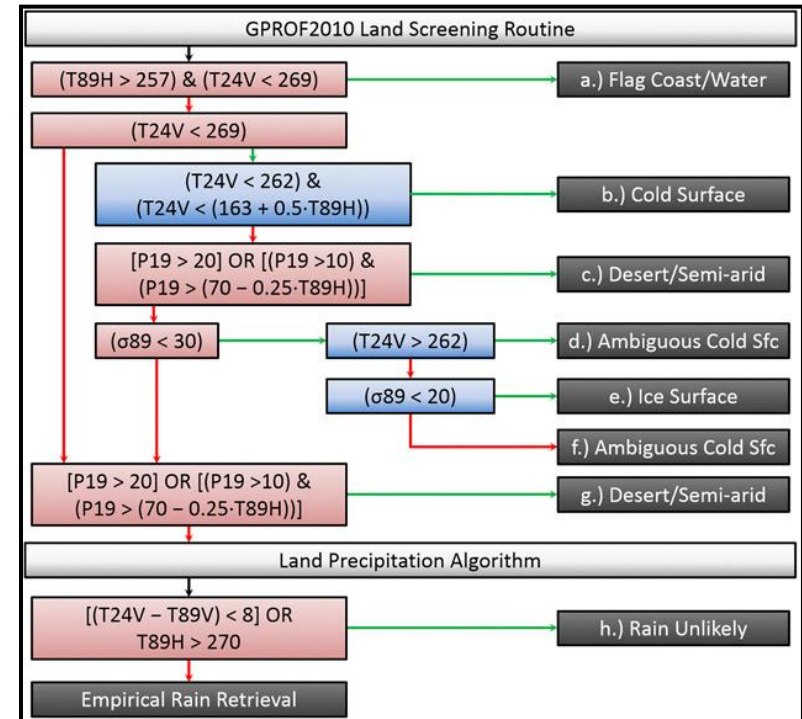 GPROF2010 Land Screening Routine
(T89H > 257) & (T24V < 269)
a.) Flag Coast/Water
(T24V < 269)
(T24V < 262) &
(T24V < (163 + 0.5·T89H))
b.) Cold Surface
[P19 > 20] OR [(P19 >10) &
(P19 > (70 − 0.25·T89H))]
c.) Desert/Semi-arid
(σ89 < 30)
(T24V > 262)
d.) Ambiguous Cold Sfc
(σ89 < 20)
e.) Ice Surface
f.) Ambiguous Cold Sfc
[P19 > 20] OR [(P19 >10) &
(P19 > (70 − 0.25·T89H))]
g.) Desert/Semi-arid
Land Precipitation Algorithm
[(T24V − T89V) < 8] OR
T89H > 270
h.) Rain Unlikely
Empirical Rain Retrieval